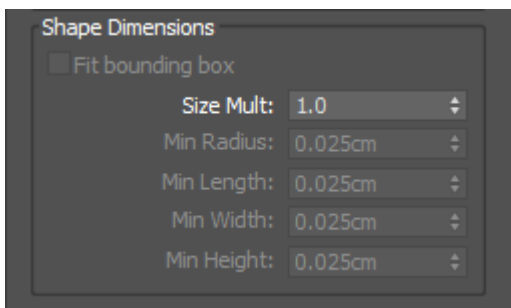 Shape Dimensions
Fit bounding box
Size Mult: 1.0
Min Radius: 0.025cm
Min Length: 0.025cm
Min Width: 0.025cm
Min Height: 0.025cm